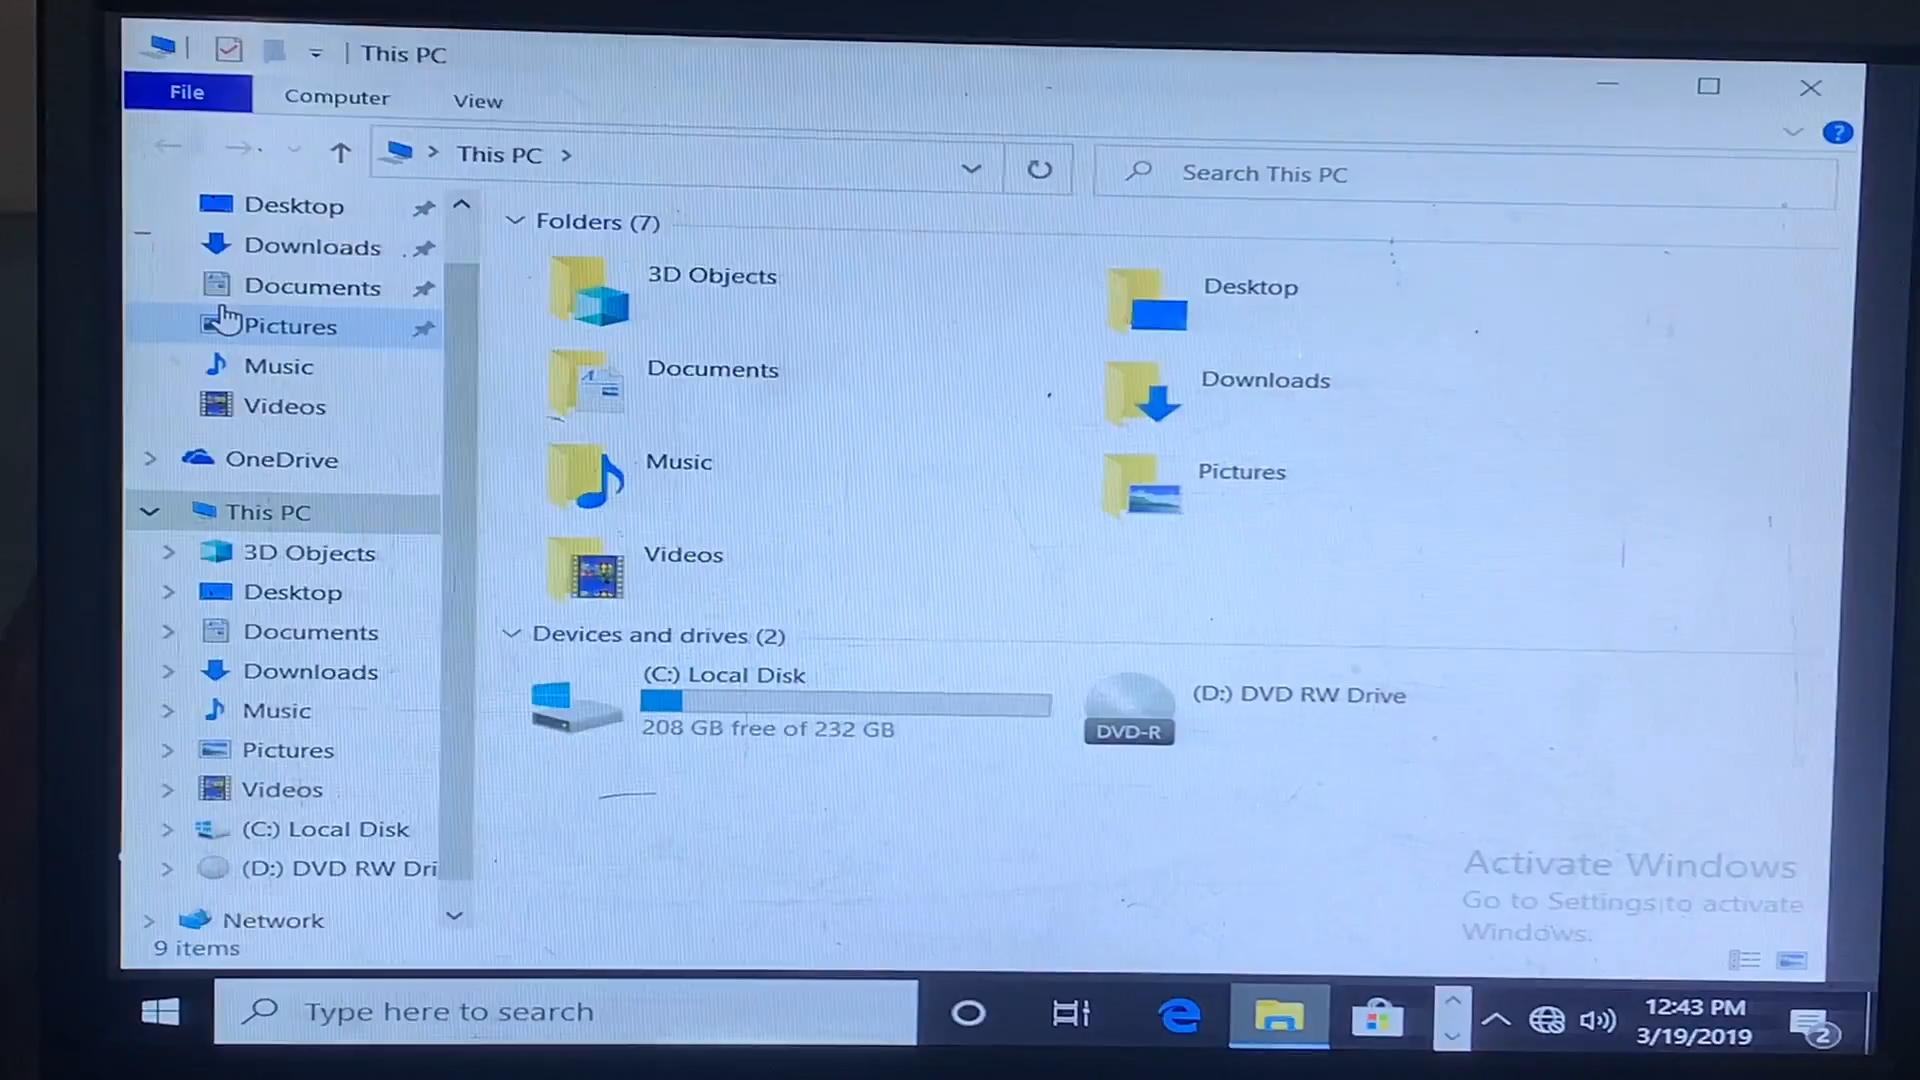 This PC
File Computer View
This PC
Search This PC
Desktop
Downloads
Documents
Pictures
Music
Videos
OneDrive
This PC
3D Objects
Desktop
Documents
Downloads
Music
Pictures
Videos
(C:) Local Disk
(D:) DVD RW Dri
Network
9 items
Folders (7)
3D Objects
Desktop
Documents
Downloads
Music
Pictures
Videos
Devices and drives (2)
(C:) Local Disk
208 GB free of 232 GB
(D:) DVD RW Drive
DVD-R
Activate Windows
Go to Settings to activate
Windows.
Type here to search
12:43 PM
3/19/2019
2